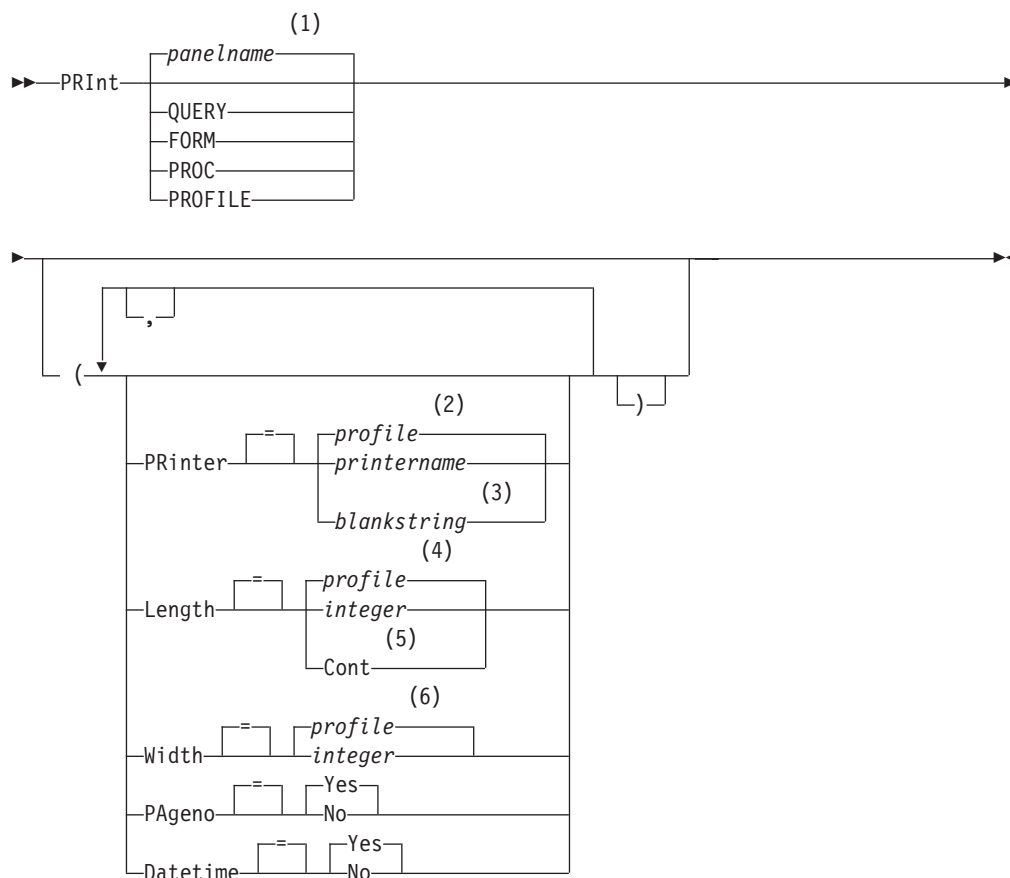 (1)
panelname
PRInt
QUERY
FORM
PROC
PROFILE
,
(
)
(2)
= profile
PRinter printername
(3)
blankstring
(4)
= profile
Length integer
(5)
Cont
(6)
= profile
Width integer
= Yes
PAgeno No
= Yes
Datetime No